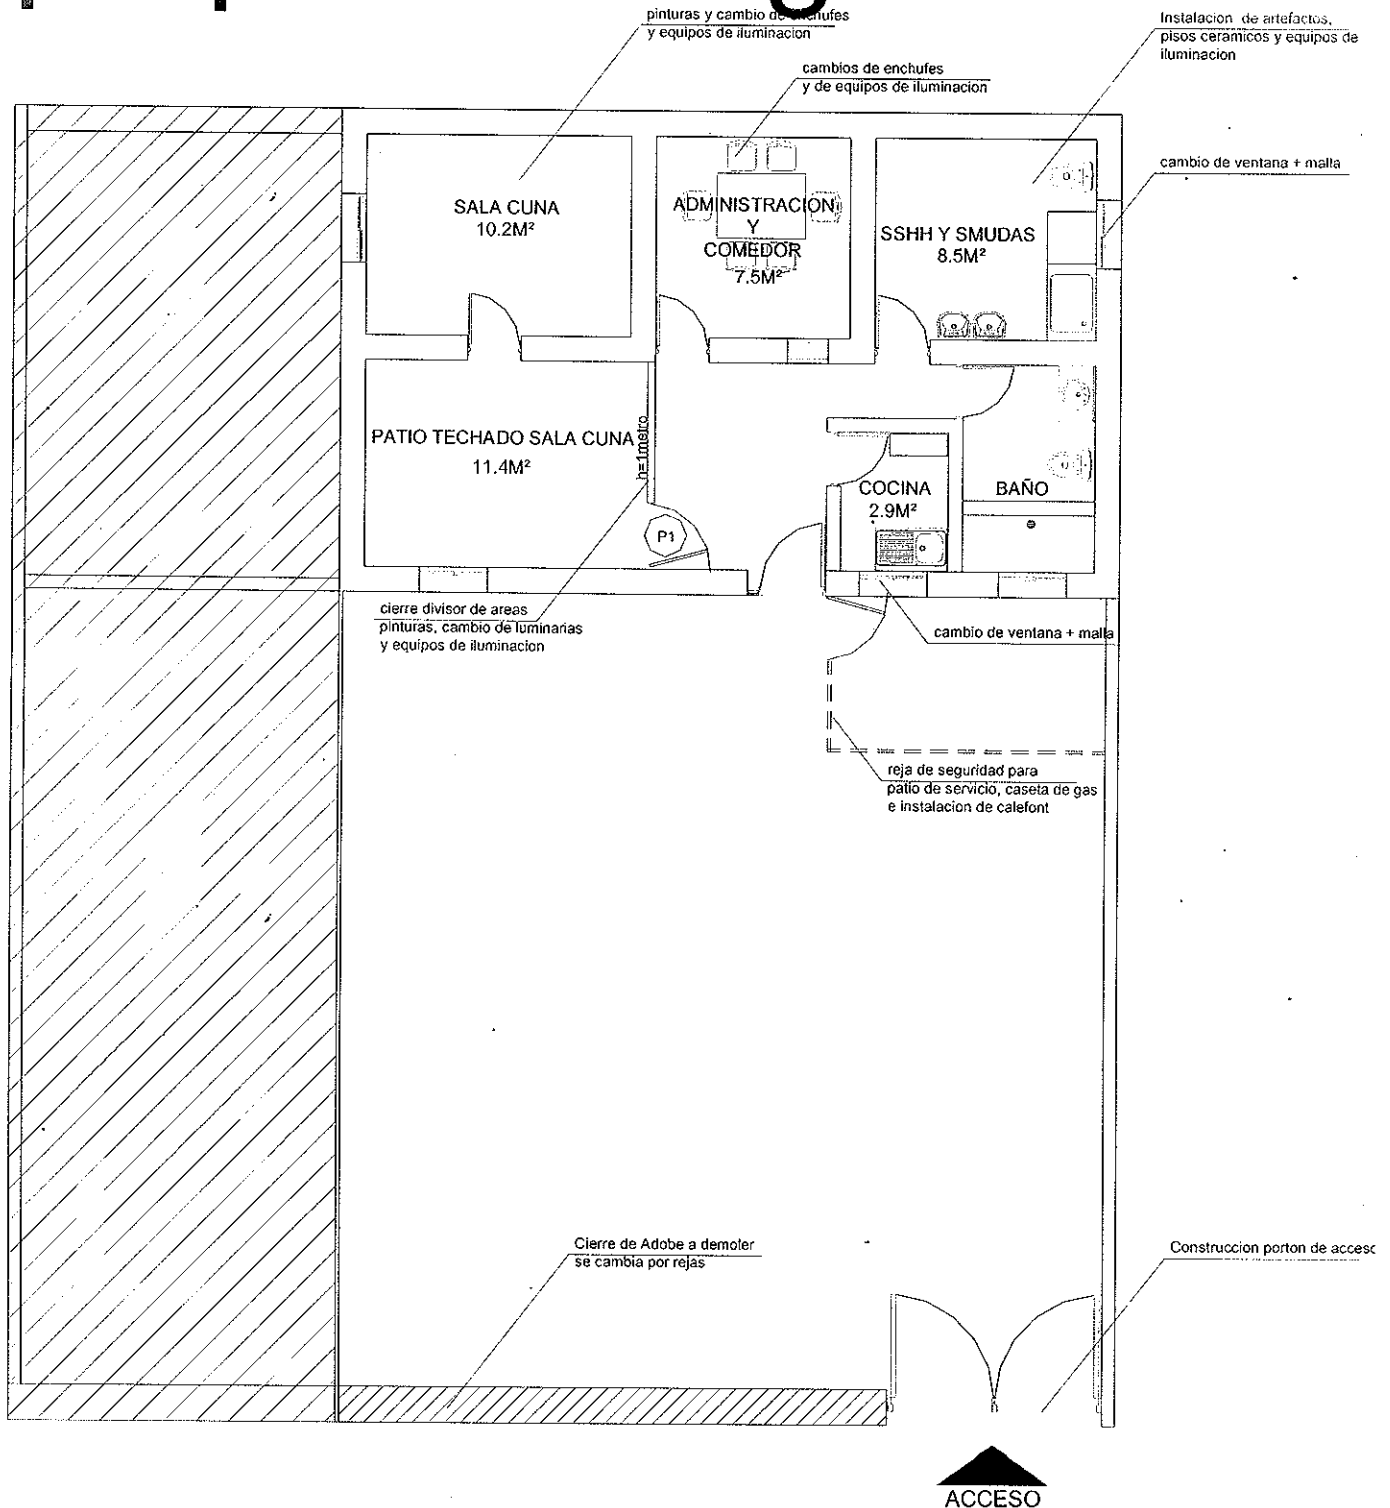 pinturas y cambio de enchufes
y equipos de iluminacion
Instalacion de artefactos,
pisos ceramicos y equipos de
iluminacion
cambios de enchufes
y de equipos de iluminacion
cambio de ventana + malla
SALA CUNA
10.2M²
ADMINISTRACION
Y
COMEDOR
7.5M²
SSHH Y SMUDAS
8.5M²
PATIO TECHADO SALA CUNA
11.4M²
h=1metro
COCINA
2.9M²
BAÑO
P1
cierre divisor de areas
pinturas, cambio de luminarias
y equipos de iluminacion
cambio de ventana + malla
reja de seguridad para
patio de servicio, caseta de gas
e instalacion de calefont
Cierre de Adobe a demoler
se cambia por rejas
Construccion porton de acceso
ACCESO